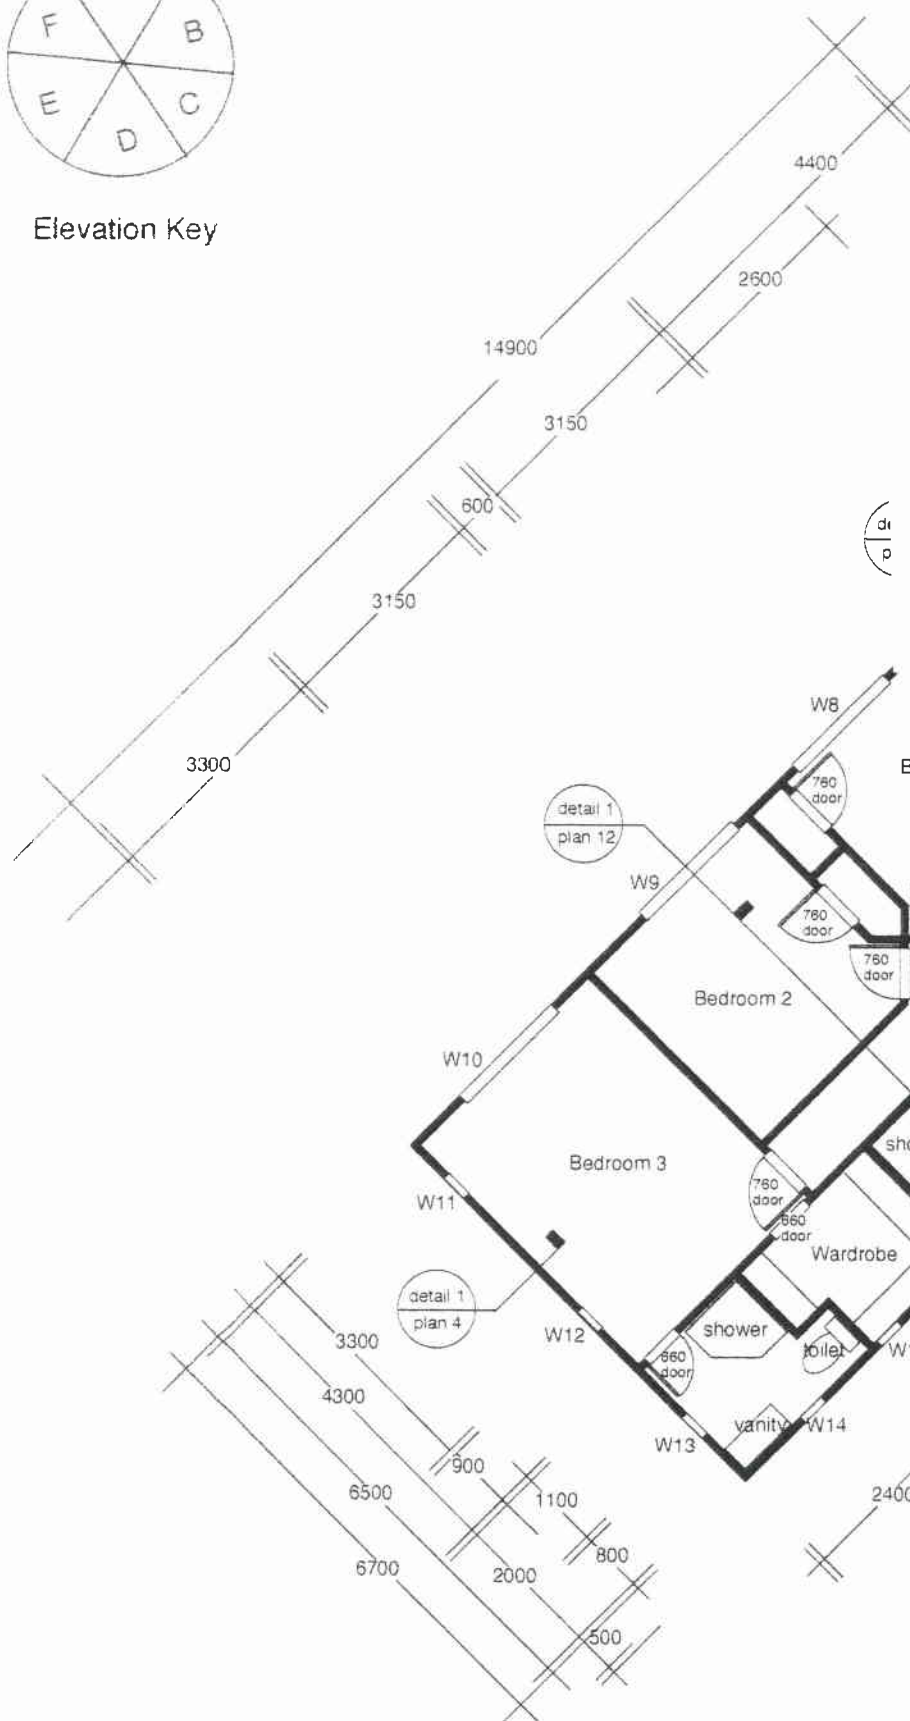 F
B
E
C
D
Elevation Key
4400
2600
14900
3150
600
3150
3300
W8
760
door
detail 1
plan 12
W9
760
door
760
door
Bedroom 2
W10
Bedroom 3
W11
760
door
660
door
Wardrobe
detail 1
plan 4
W12
shower
toilet
660
door
vanity
W14
W13
3300
4300
900
6500
1100
2400
6700
2000
800
500